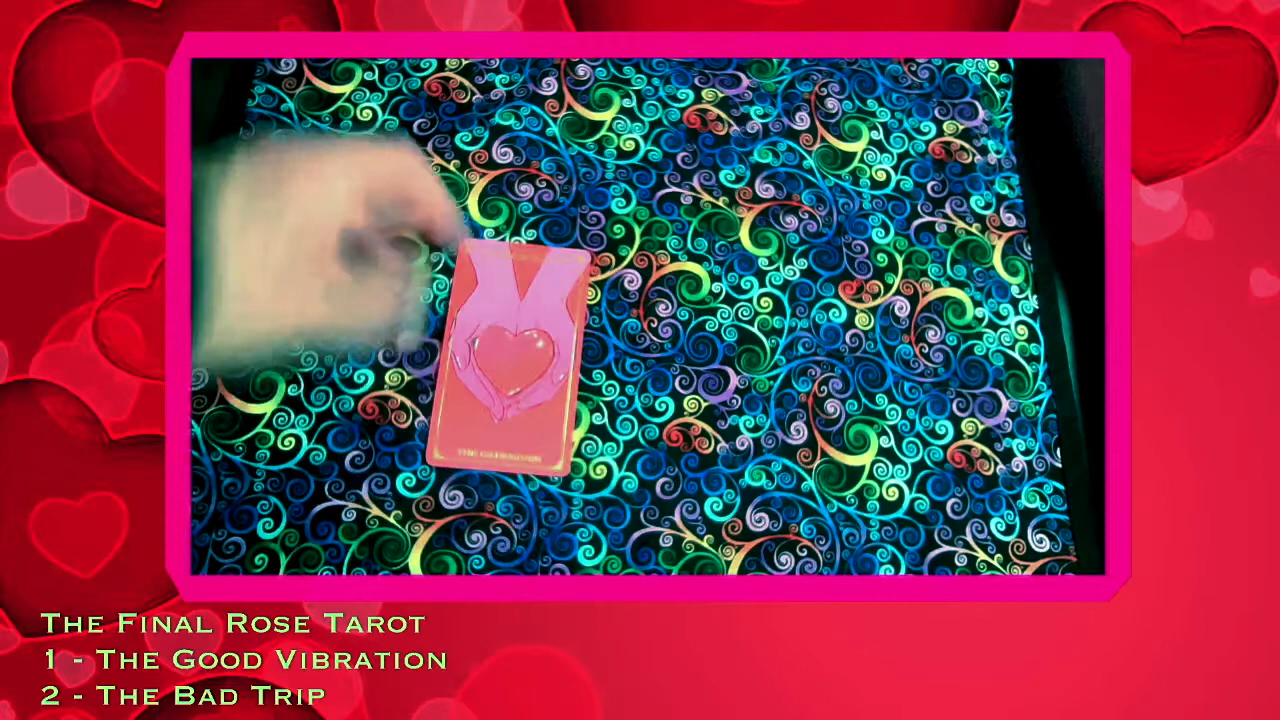 The Final Rose Tarot
1 - The Good Vibration
2 - The Bad Trip